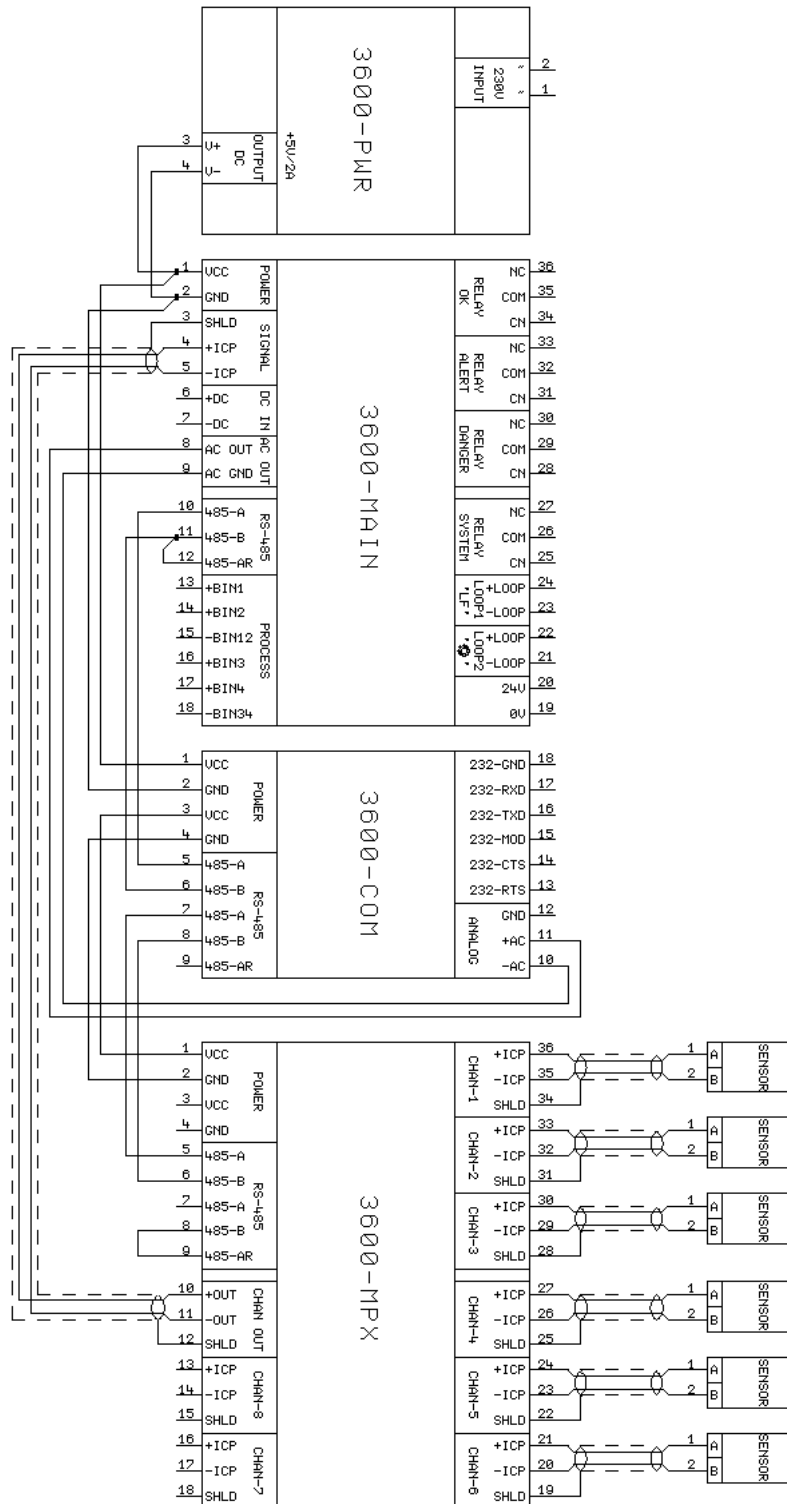 3600-PWR
2 ~
1 ~
230V
INPUT
3 V+
4 V-
OUTPUT
DC
+5V/2A
3600-MAIN
1 VCC
2 GND
POWER
3 SHLD
4 +ICP
5 -ICP
SIGNAL
6 +DC
7 -DC
DC IN
8 AC OUT
9 AC GND
AC OUT
10 485-A
11 485-B
12 485-AR
RS-485
13 +BIN1
14 +BIN2
15 -BIN12
16 +BIN3
17 +BIN4
18 -BIN34
PROCESS
NC 36
COM 35
CN 34
RELAY
OK
NC 33
COM 32
CN 31
RELAY
ALERT
NC 30
COM 29
CN 28
RELAY
DANGER
NC 27
COM 26
CN 25
RELAY
SYSTEM
+LOOP 24
-LOOP 23
LOOP1
'LF'
+LOOP 22
-LOOP 21
LOOP2
24V 20
0V 19
3600-COM
1 VCC
2 GND
3 VCC
4 GND
POWER
5 485-A
6 485-B
7 485-A
8 485-B
9 485-AR
RS-485
232-GND 18
232-RXD 17
232-TXD 16
232-MOD 15
232-CTS 14
232-RTS 13
GND 12
+AC 11
-AC 10
ANALOG
3600-MPX
1 VCC
2 GND
3 VCC
4 GND
POWER
5 485-A
6 485-B
7 485-A
8 485-B
9 485-AR
RS-485
10 +OUT
11 -OUT
12 SHLD
CHAN OUT
13 +ICP
14 -ICP
15 SHLD
CHAN-8
16 +ICP
17 -ICP
18 SHLD
CHAN-7
+ICP 36
-ICP 35
SHLD 34
CHAN-1
1 A
2 B
SENSOR
+ICP 33
-ICP 32
SHLD 31
CHAN-2
1 A
2 B
SENSOR
+ICP 30
-ICP 29
SHLD 28
CHAN-3
1 A
2 B
SENSOR
+ICP 27
-ICP 26
SHLD 25
CHAN-4
1 A
2 B
SENSOR
+ICP 24
-ICP 23
SHLD 22
CHAN-5
1 A
2 B
SENSOR
+ICP 21
-ICP 20
SHLD 19
CHAN-6
1 A
2 B
SENSOR